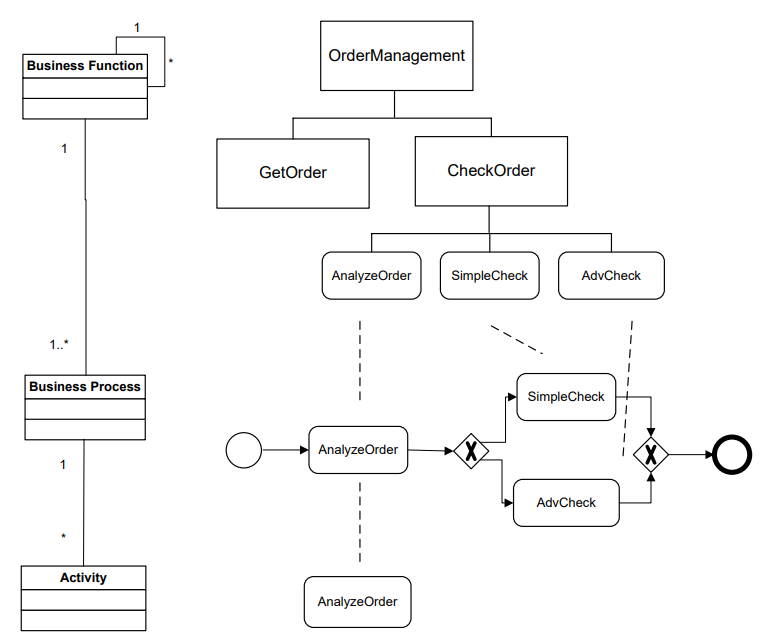 1
*
Business Function
1
1..*
Business Process
1
*
Activity
OrderManagement
GetOrder
CheckOrder
AnalyzeOrder
SimpleCheck
AdvCheck
SimpleCheck
AnalyzeOrder
X
X
AdvCheck
AnalyzeOrder